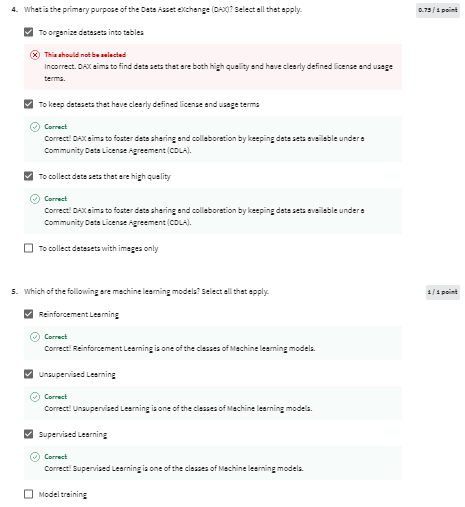 4. What is the primary purpose of the Data Asset eXchange (DAX)? Select all that apply.
0.75 / 1 point
To organize datasets into tables
This should not be selected
Incorrect. DAX aims to find data sets that are both high quality and have clearly defined license and usage
terms.
To keep datasets that have clearly defined license and usage terms
Correct
Correct! DAX aims to foster data sharing and collaboration by keeping data sets available under a
Community Data License Agreement (CDLA).
To collect data sets that are high quality
Correct
Correct! DAX aims to foster data sharing and collaboration by keeping data sets available under a
Community Data License Agreement (CDLA).
To collect datasets with images only
5. Which of the following are machine learning models? Select all that apply.
1 / 1 point
Reinforcement Learning
Correct
Correct! Reinforcement Learning is one of the classes of Machine learning models.
Unsupervised Learning
Correct
Correct! Unsupervised Learning is one of the classes of Machine learning models.
Supervised Learning
Correct
Correct! Supervised Learning is one of the classes of Machine learning models.
Model training